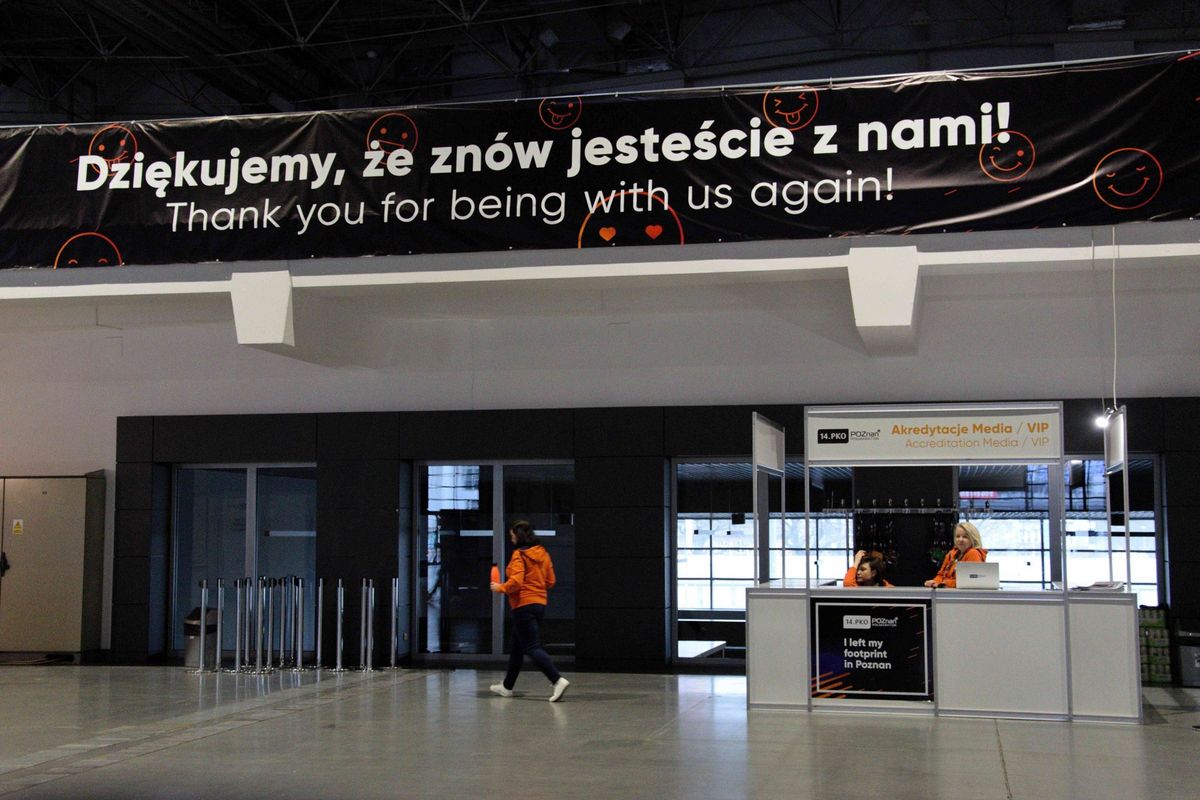 Dziękujemy, że znów jesteście z nami!
Thank you for being with us again!
14.PKO POZnan* Akredytacje Media / VIP
Accreditation Media / VIP
14.PKO POZnan*
I left my
footprint
in Poznan